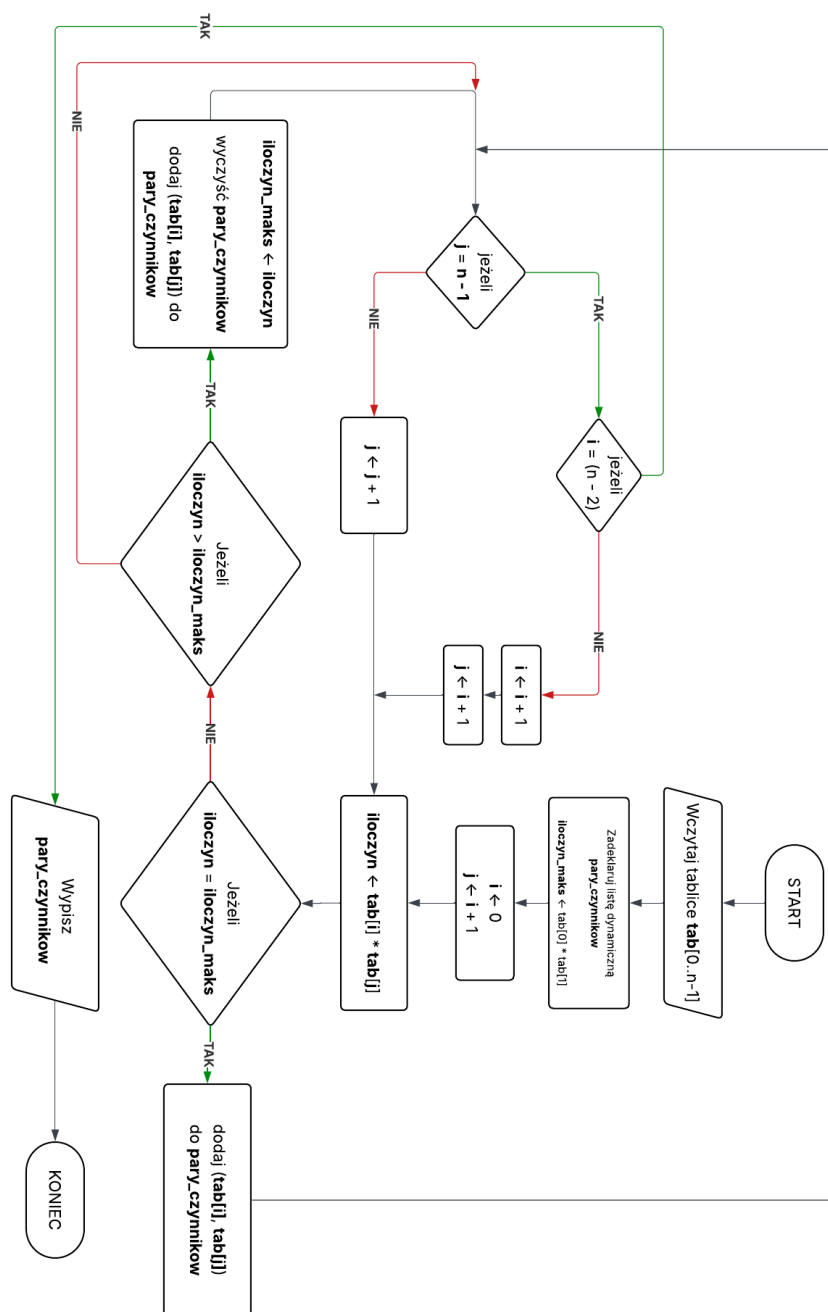 START
Wczytaj tablice tab[0..n-1]
Zadeklaruj listę dynamiczną
pary_czynnikow
iloczyn_maks ← tab[0] * tab[1]
i ← 0
j ← i + 1
iloczyn ← tab[i] * tab[j]
Jeżeli
iloczyn = iloczyn_maks
TAK
dodaj (tab[i], tab[j])
do pary_czynnikow
NIE
Jeżeli
iloczyn > iloczyn_maks
TAK
iloczyn_maks ← iloczyn
wyczyść pary_czynnikow
dodaj (tab[i], tab[j]) do
pary_czynnikow
NIE
jeżeli
j = n - 1
NIE
j ← j + 1
TAK
jeżeli
i = (n - 2)
NIE
i ← i + 1
j ← i + 1
TAK
Wypisz
pary_czynnikow
KONIEC